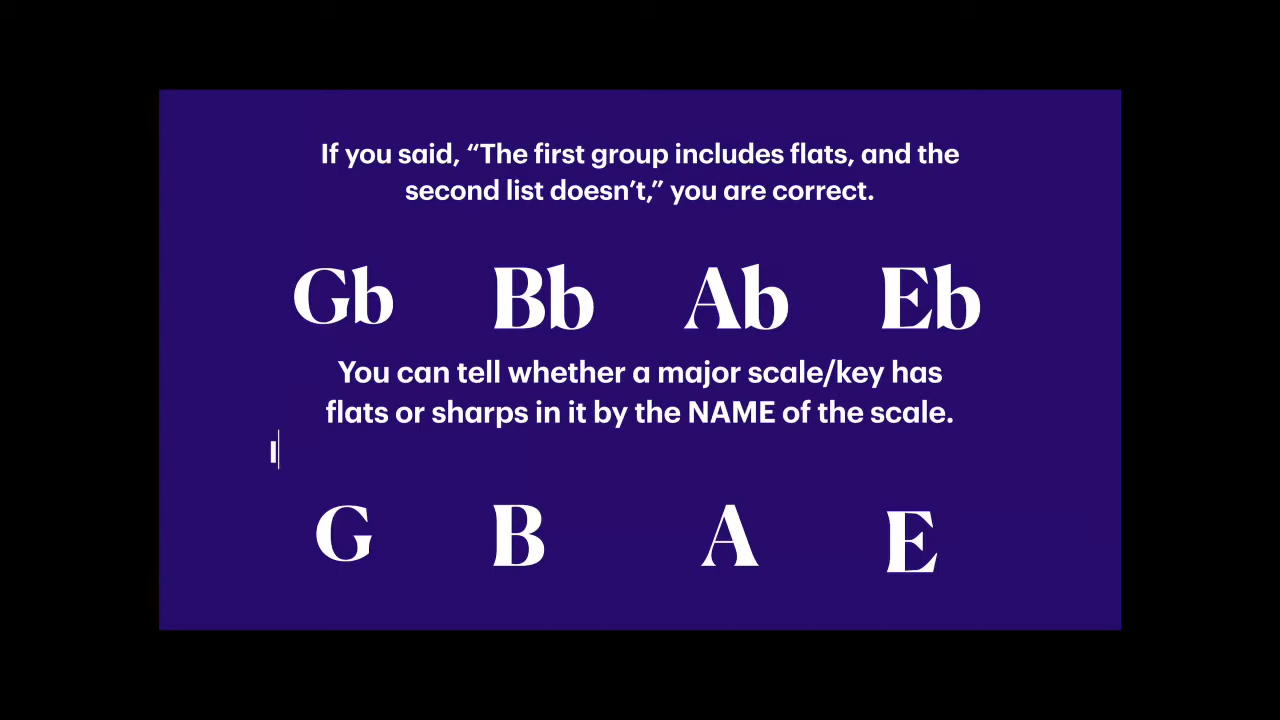 If you said, “The first group includes flats, and the
second list doesn’t,” you are correct.
Gb Bb Ab Eb
You can tell whether a major scale/key has
flats or sharps in it by the NAME of the scale.
I
G B A E